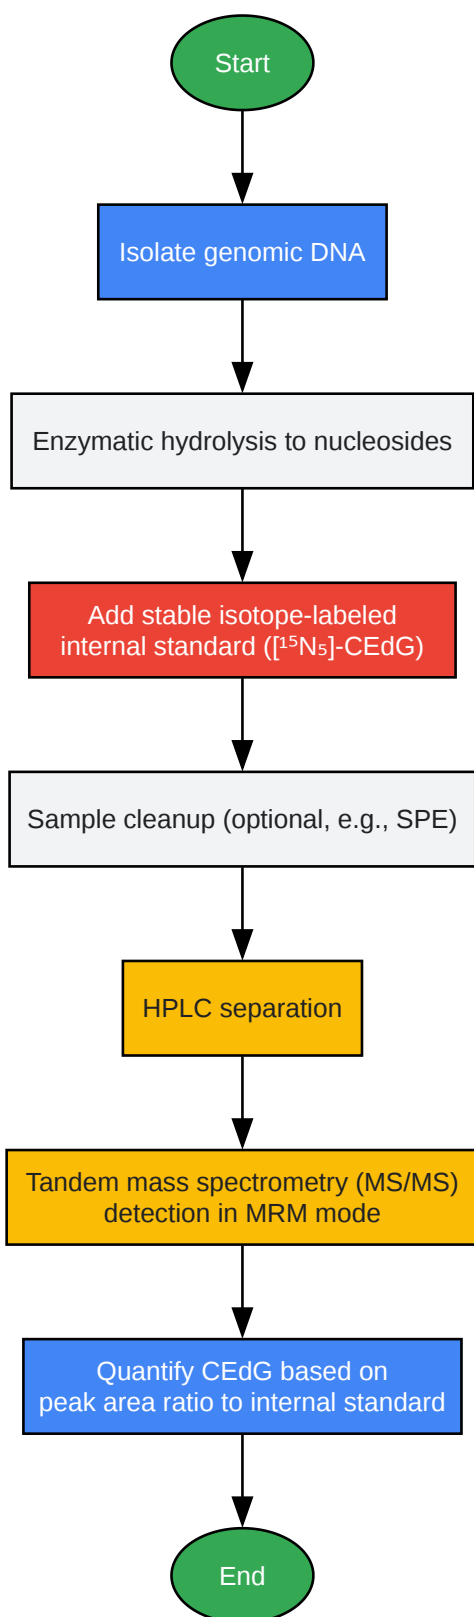 Start
Isolate genomic DNA
Enzymatic hydrolysis to nucleosides
Add stable isotope-labeled
internal standard ([¹⁵N₅]-CEdG)
Sample cleanup (optional, e.g., SPE)
HPLC separation
Tandem mass spectrometry (MS/MS)
detection in MRM mode
Quantify CEdG based on
peak area ratio to internal standard
End